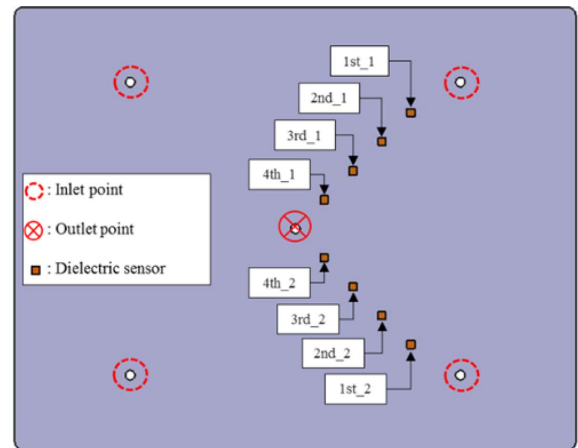 1st_1
2nd_1
3rd_1
4th_1
: Inlet point
: Outlet point
: Dielectric sensor
4th_2
3rd_2
2nd_2
1st_2